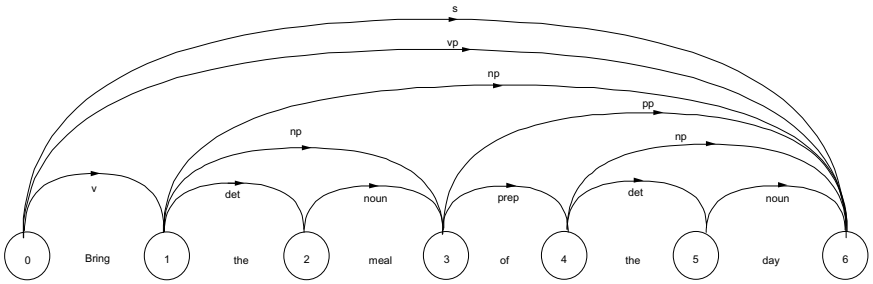 s
vp
np
pp
np
np
v
det
noun
prep
det
noun
0 Bring 1 the 2 meal 3 of 4 the 5 day 6